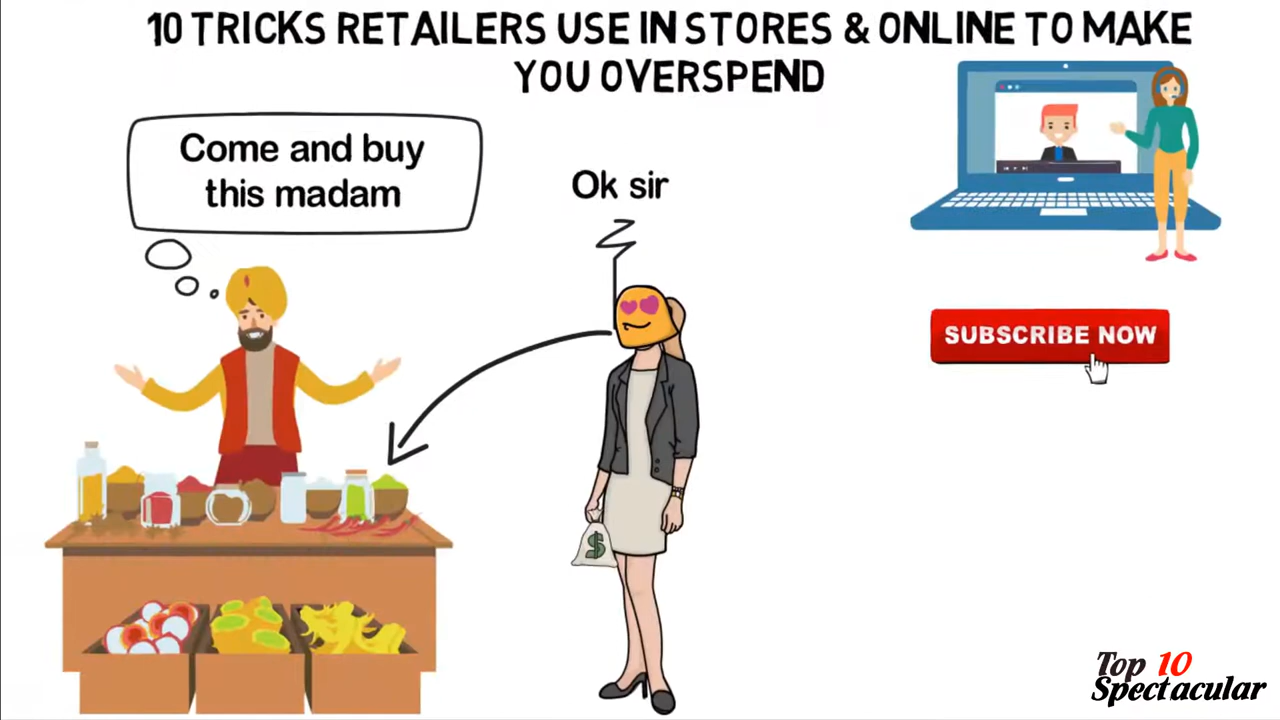 10 TRICKS RETAILERS USE IN STORES & ONLINE TO MAKE
YOU OVERSPEND
Come and buy
this madam
Ok sir
$
SUBSCRIBE NOW
Top 10
Spectacular